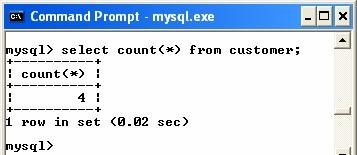 Command Prompt - mysql.exe
mysql> select count(*) from customer;
+----------+
| count(*) |
+----------+
|        4 |
+----------+
1 row in set (0.02 sec)
mysql>